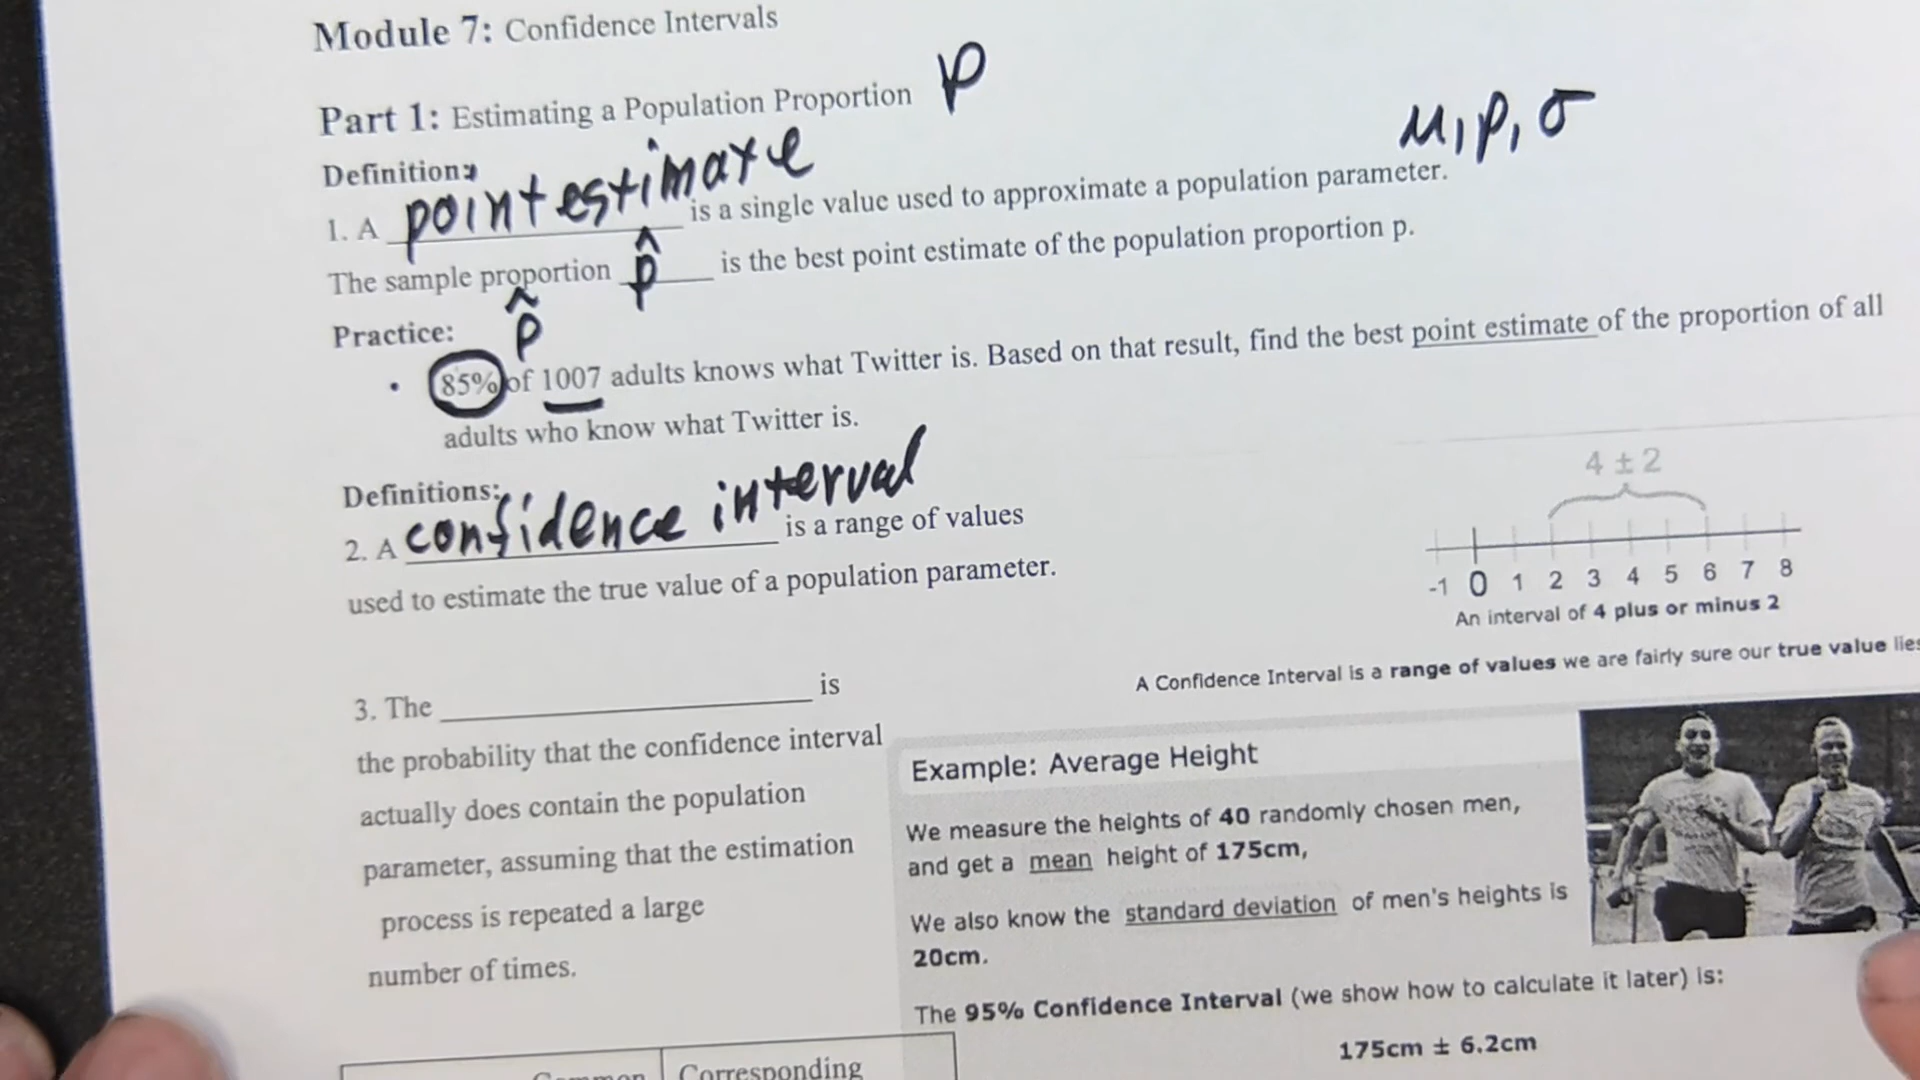 Module 7: Confidence Intervals
Part 1: Estimating a Population Proportion p
μ, p, σ
Definition:
1. A point estimate is a single value used to approximate a population parameter.
The sample proportion p̂ is the best point estimate of the population proportion p.
Practice: p̂
• 85% of 1007 adults knows what Twitter is. Based on that result, find the best point estimate of the proportion of all
adults who know what Twitter is.
Definitions:
2. A confidence interval is a range of values
used to estimate the true value of a population parameter.
4 ± 2
-1 0 1 2 3 4 5 6 7 8
An interval of 4 plus or minus 2
A Confidence Interval is a range of values we are fairly sure our true value lies
3. The ____________________ is
the probability that the confidence interval
actually does contain the population
parameter, assuming that the estimation
process is repeated a large
number of times.
Example: Average Height
We measure the heights of 40 randomly chosen men,
and get a mean height of 175cm,
We also know the standard deviation of men's heights is
20cm.
The 95% Confidence Interval (we show how to calculate it later) is:
175cm ± 6.2cm
Common
Corresponding